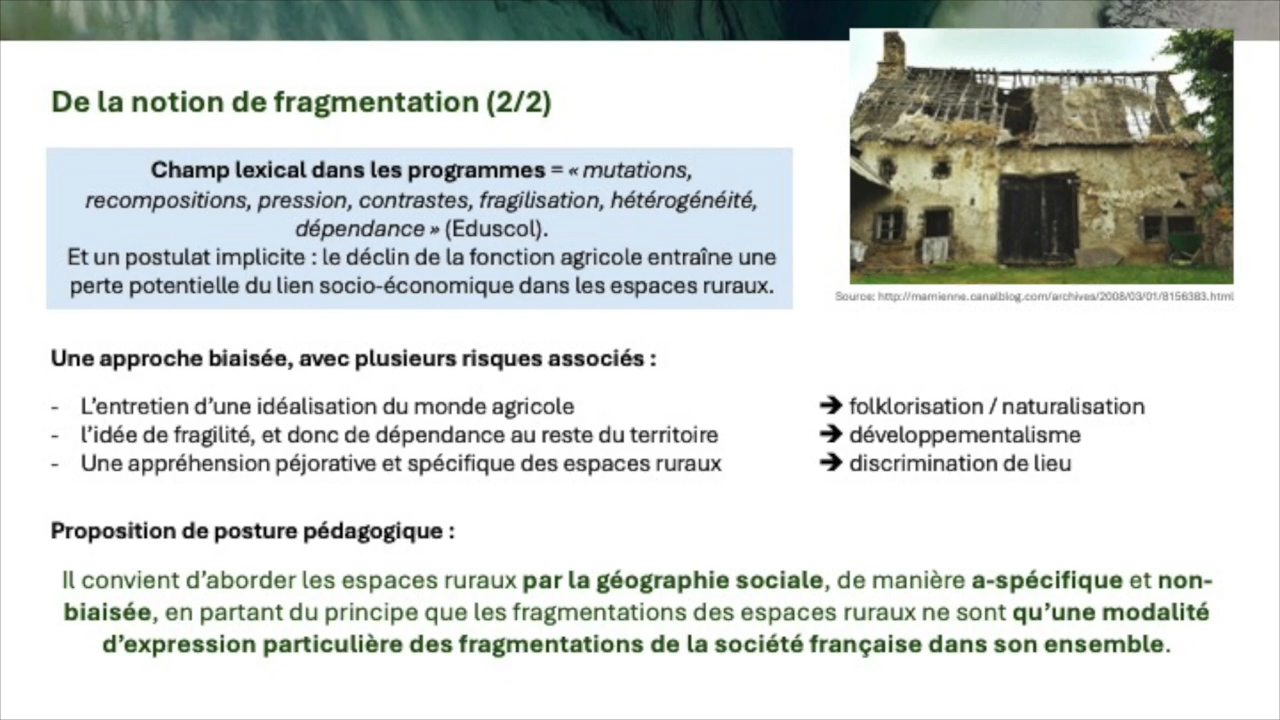 De la notion de fragmentation (2/2)
Champ lexical dans les programmes = « mutations,
recompositions, pression, contrastes, fragilisation, hétérogénéité,
dépendance » (Eduscol).
Et un postulat implicite : le déclin de la fonction agricole entraîne une
perte potentielle du lien socio-économique dans les espaces ruraux.
Source: http://mamienne.canalblog.com/archives/2008/03/01/8156383.html
Une approche biaisée, avec plusieurs risques associés :
- L’entretien d’une idéalisation du monde agricole ➔ folklorisation / naturalisation
- l’idée de fragilité, et donc de dépendance au reste du territoire ➔ développementalisme
- Une appréhension péjorative et spécifique des espaces ruraux ➔ discrimination de lieu
Proposition de posture pédagogique :
Il convient d’aborder les espaces ruraux par la géographie sociale, de manière a-spécifique et non-
biaisée, en partant du principe que les fragmentations des espaces ruraux ne sont qu’une modalité
d’expression particulière des fragmentations de la société française dans son ensemble.